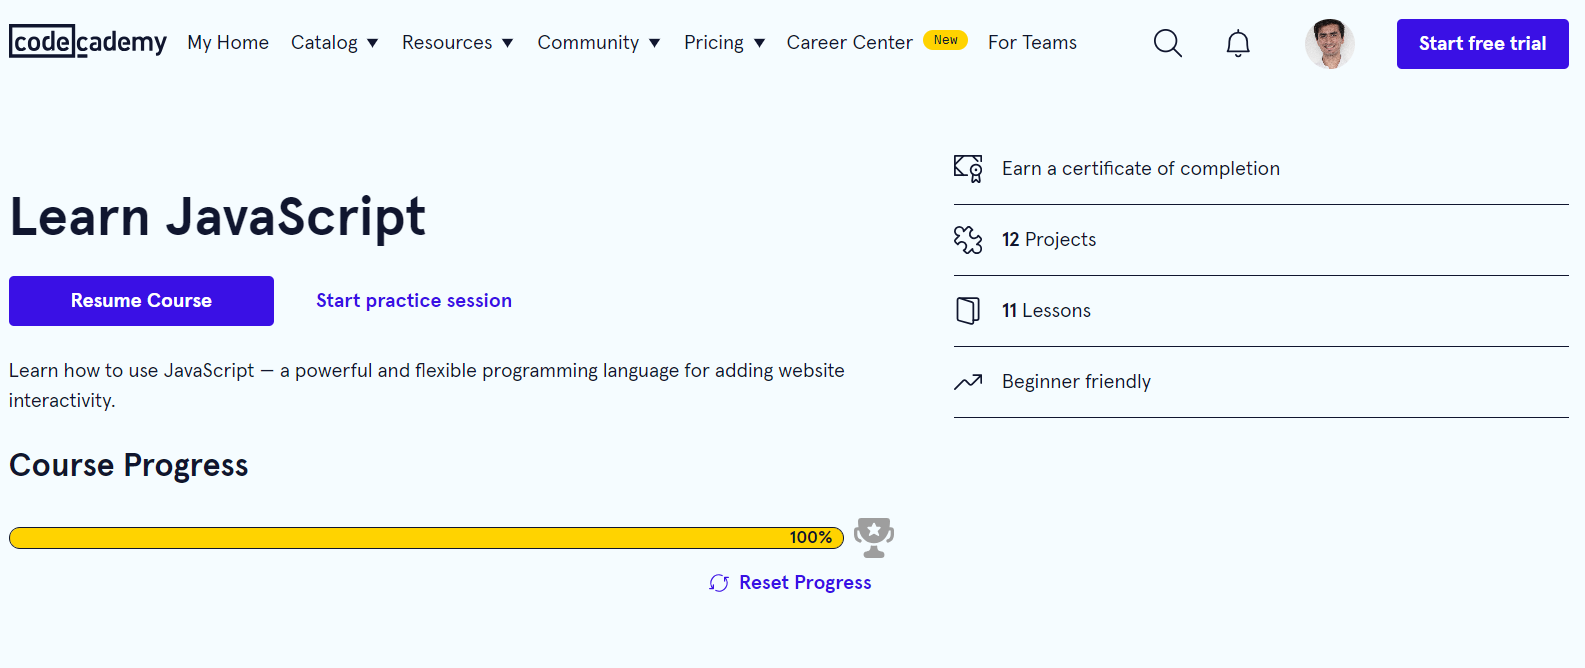 codecademy My Home Catalog Resources Community Pricing Career Center New For Teams Start free trial
Learn JavaScript
Resume Course Start practice session
Learn how to use JavaScript — a powerful and flexible programming language for adding website
interactivity.
Course Progress
100%
Reset Progress
Earn a certificate of completion
12 Projects
11 Lessons
Beginner friendly